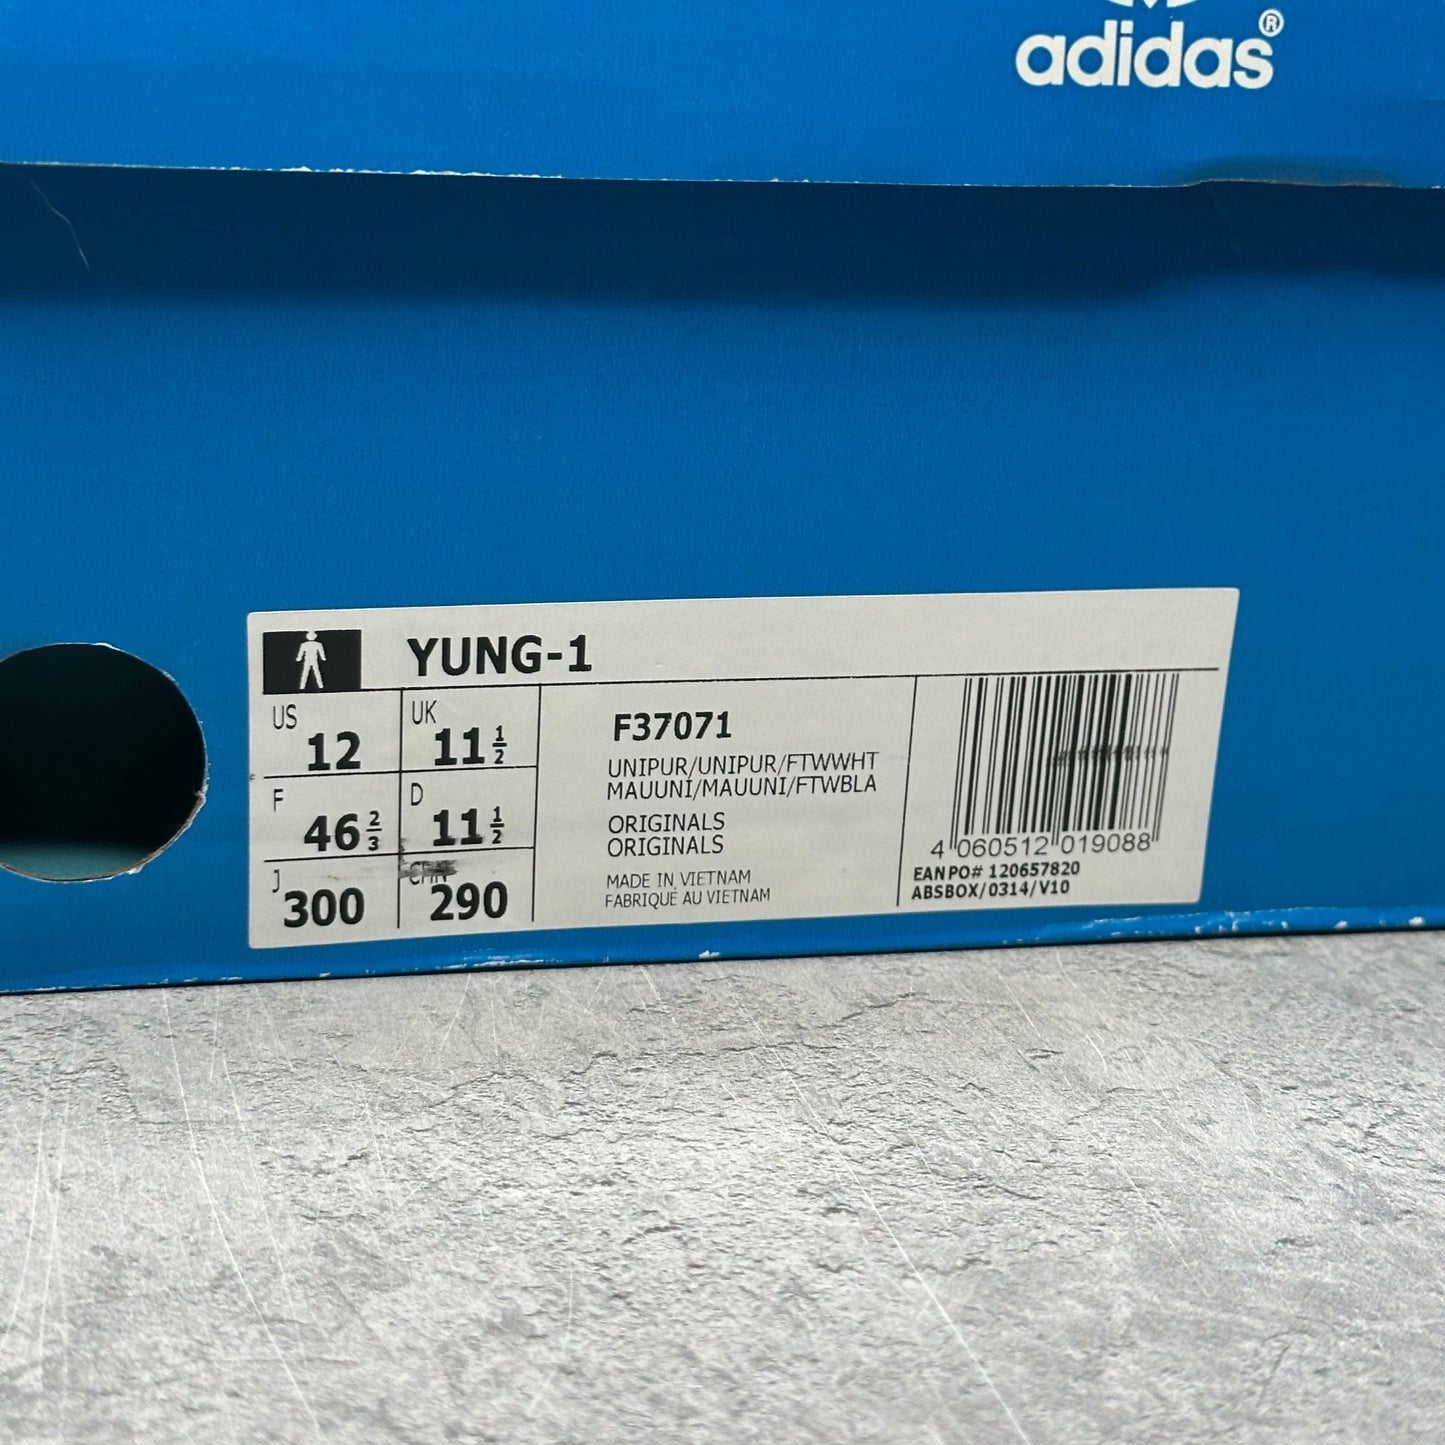 adidas®
YUNG-1
US 12
UK 11 1/2
F 46 2/3
D 11 1/2
J 300
CHN 290
F37071
UNIPUR/UNIPUR/FTWWHT
MAUUNI/MAUUNI/FTWBLA
ORIGINALS
ORIGINALS
MADE IN VIETNAM
FABRIQUÉ AU VIETNAM
4 060512 019088
EAN PO# 120657820
ABSBOX/0314/V10